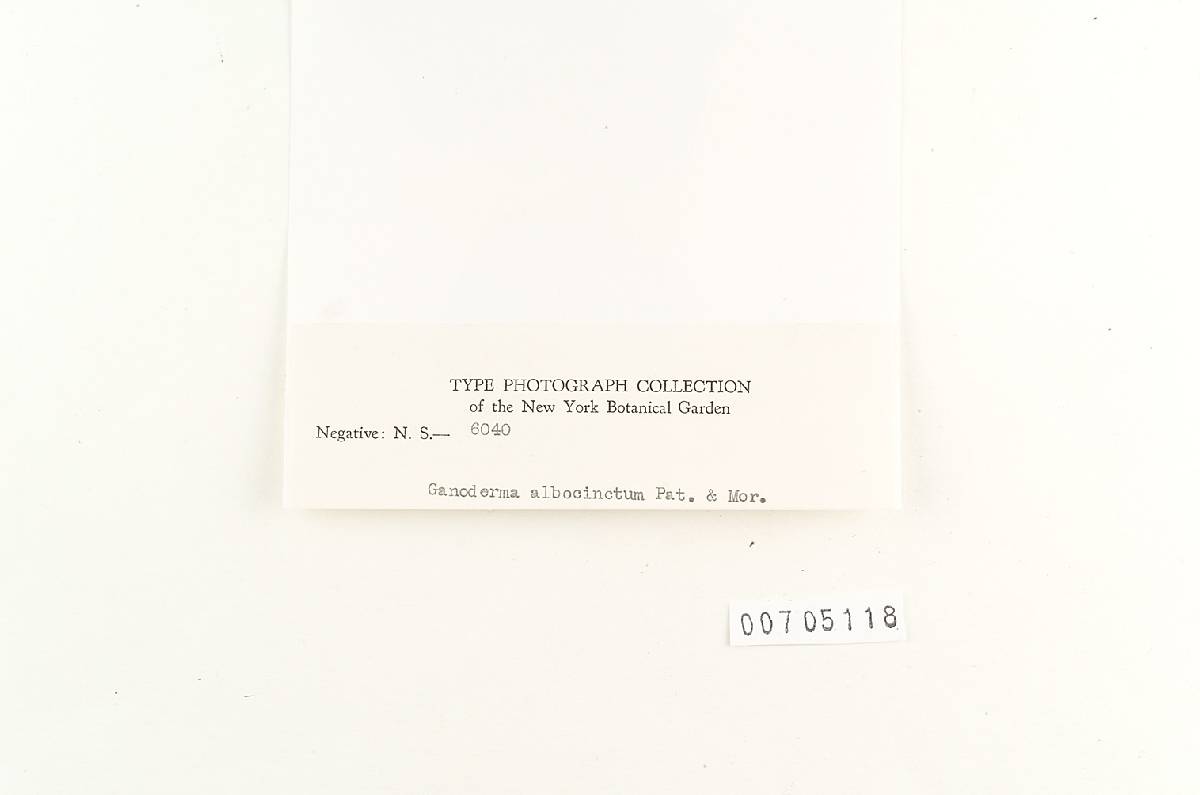 TYPE PHOTOGRAPH COLLECTION
of the New York Botanical Garden
Negative: N. S.— 6040
Ganoderma albocinctum Pat. & Mor.
00705118